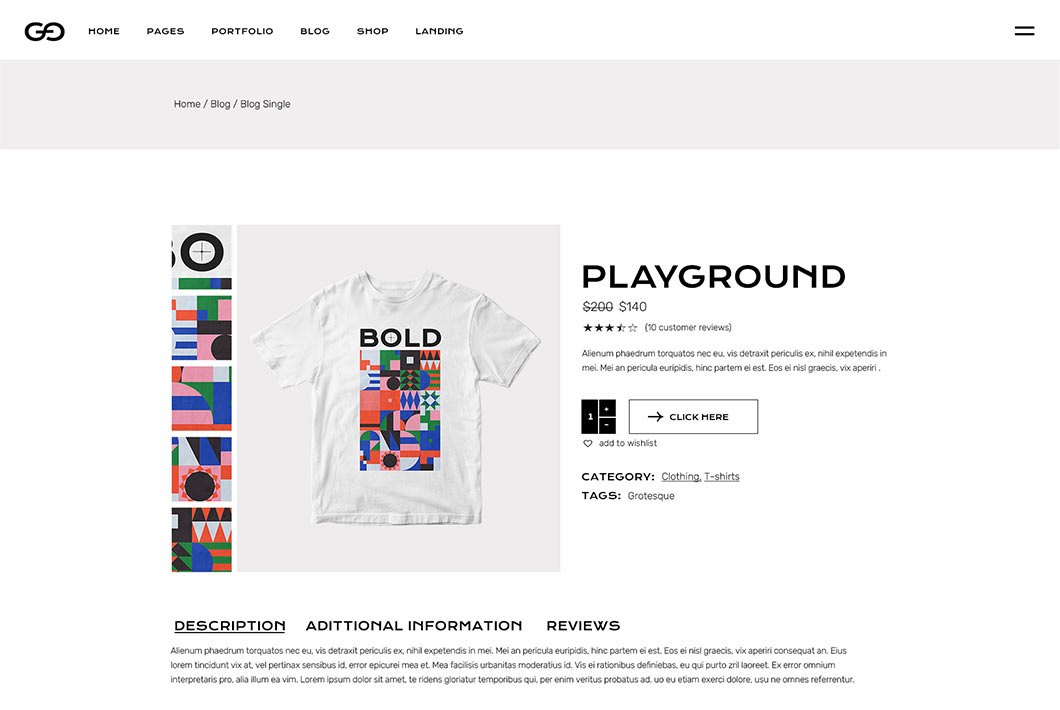 HOME PAGES PORTFOLIO BLOG SHOP LANDING
Home / Blog / Blog Single
BO
BOLD
PLAYGROUND
$200 $140
(10 customer reviews)
Alienum phaedrum torquatos nec eu, vis detraxit periculis ex, nihil expetendis in
mei. Mei an pericula euripidis, hinc partem ei est. Eos ei nisl graecis, vix aperiri .
1 + -
CLICK HERE
add to wishlist
CATEGORY: Clothing, T-shirts
TAGS: Grotesque
DESCRIPTION ADITTIONAL INFORMATION REVIEWS
Alienum phaedrum torquatos nec eu, vis detraxit periculis ex, nihil expetendis in mei. Mei an pericula euripidis, hinc partem ei est. Eos ei nisl graecis, vix aperiri consequat an. Eius
lorem tincidunt vix at, vel pertinax sensibus id, error epicurei mea et. Mea facilisis urbanitas moderatius id. Vis ei rationibus definiebas, eu qui purto zril laoreet. Ex error omnium
interpretaris pro, alia illum ea vim. Lorem ipsum dolor sit amet, te ridens gloriatur temporibus qui, per enim veritus probatus ad. uo eu etiam exerci dolore, usu ne omnes referrentur.